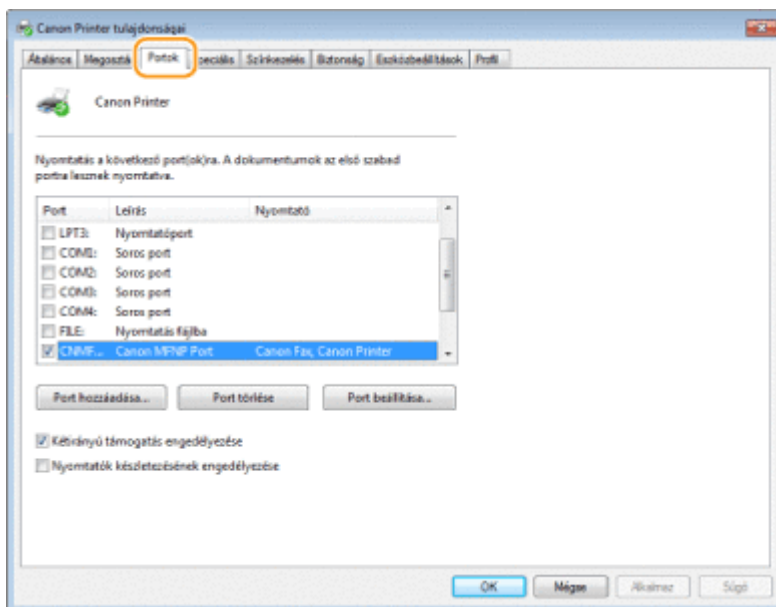 Canon Printer tulajdonságai
Általános Megosztás Portok Speciális Színkezelés Biztonság Eszközbeállítások Profil
Canon Printer
Nyomtatás a következő port(ok)ra. A dokumentumok az első szabad
portra lesznek nyomtatva.
Port Leírás Nyomtató
LPT3: Nyomtatóport
COM1: Soros port
COM2: Soros port
COM3: Soros port
COM4: Soros port
FILE: Nyomtatás fájlba
CNMF... Canon MFNP Port Canon Fax, Canon Printer
Port hozzáadása... Port törlése Port beállítása...
Kétirányú támogatás engedélyezése
Nyomtatók készletezésének engedélyezése
OK Mégse Alkalmaz Súgó